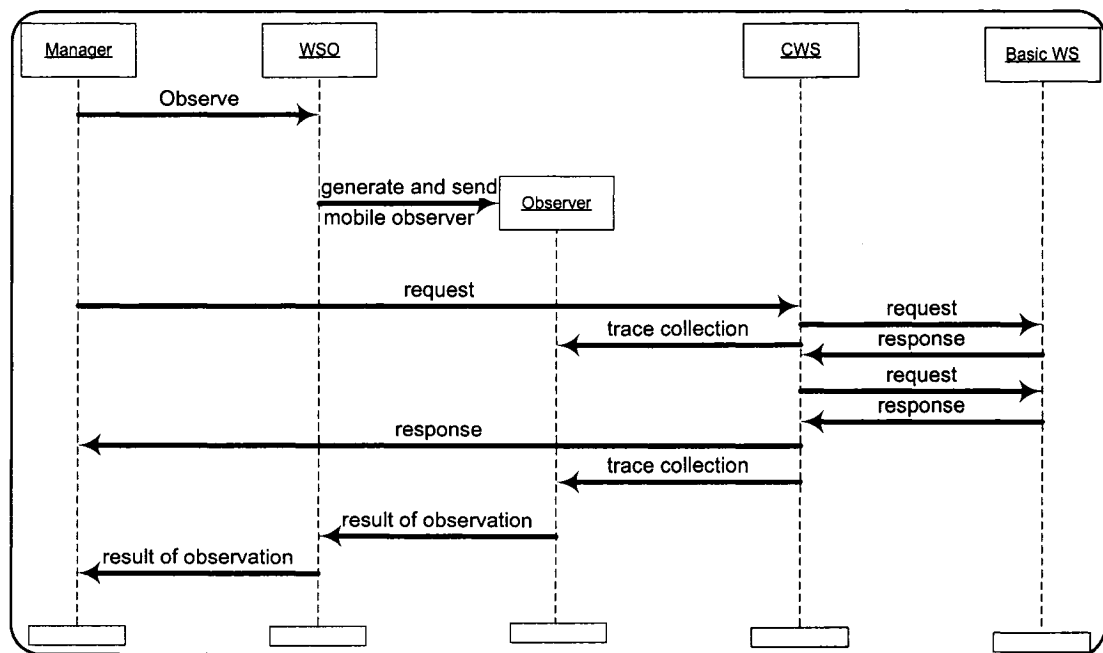 Manager
WSO
CWS
Basic WS
Observe
generate and send
mobile observer
Observer
request
request
trace collection
response
request
response
response
trace collection
result of observation
result of observation